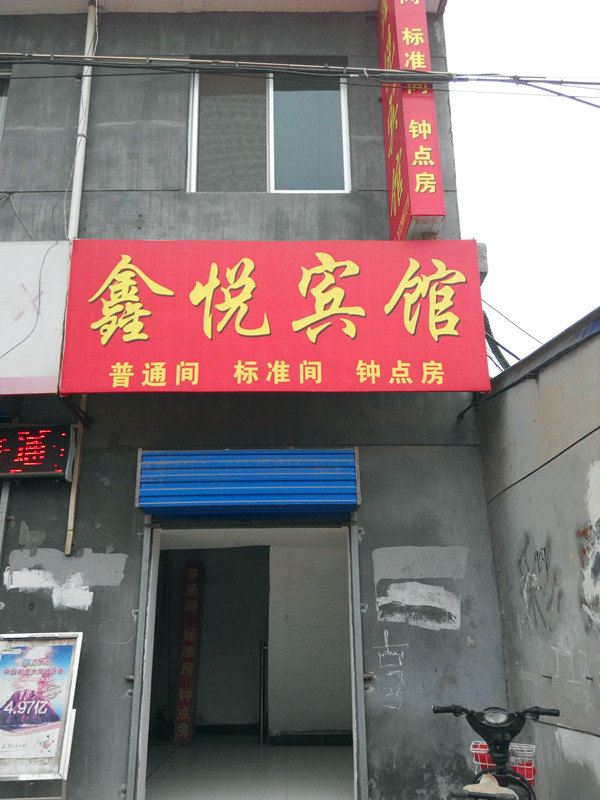 标准间 钟点房
鑫悦宾馆
普通间 标准间 钟点房
通
普通间 标准房 钟点房
4.97亿